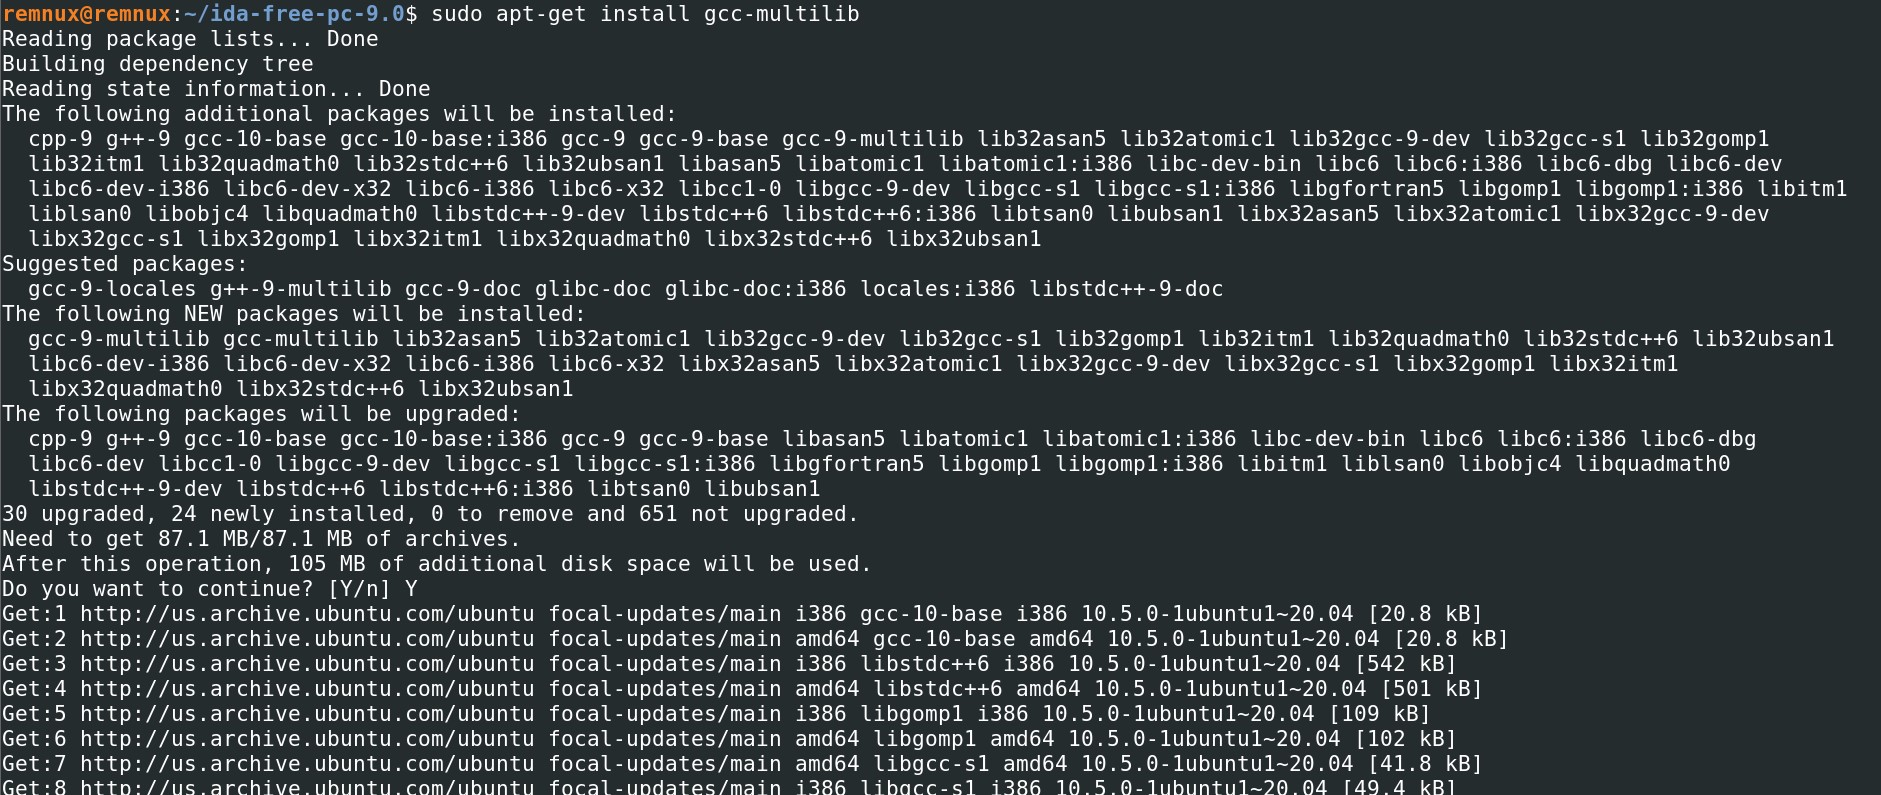 remnux@remnux:~/ida-free-pc-9.0$ sudo apt-get install gcc-multilib
Reading package lists... Done
Building dependency tree
Reading state information... Done
The following additional packages will be installed:
  cpp-9 g++-9 gcc-10-base gcc-10-base:i386 gcc-9 gcc-9-base gcc-9-multilib lib32asan5 lib32atomic1 lib32gcc-9-dev lib32gcc-s1 lib32gomp1
  lib32itm1 lib32quadmath0 lib32stdc++6 lib32ubsan1 libasan5 libatomic1 libatomic1:i386 libc-dev-bin libc6 libc6:i386 libc6-dbg libc6-dev
  libc6-dev-i386 libc6-dev-x32 libc6-i386 libc6-x32 libcc1-0 libgcc-9-dev libgcc-s1 libgcc-s1:i386 libgfortran5 libgomp1 libgomp1:i386 libitm1
  liblsan0 libobjc4 libquadmath0 libstdc++-9-dev libstdc++6 libstdc++6:i386 libtsan0 libubsan1 libx32asan5 libx32atomic1 libx32gcc-9-dev
  libx32gcc-s1 libx32gomp1 libx32itm1 libx32quadmath0 libx32stdc++6 libx32ubsan1
Suggested packages:
  gcc-9-locales g++-9-multilib gcc-9-doc glibc-doc glibc-doc:i386 locales:i386 libstdc++-9-doc
The following NEW packages will be installed:
  gcc-9-multilib gcc-multilib lib32asan5 lib32atomic1 lib32gcc-9-dev lib32gcc-s1 lib32gomp1 lib32itm1 lib32quadmath0 lib32stdc++6 lib32ubsan1
  libc6-dev-i386 libc6-dev-x32 libc6-i386 libc6-x32 libx32asan5 libx32atomic1 libx32gcc-9-dev libx32gcc-s1 libx32gomp1 libx32itm1
  libx32quadmath0 libx32stdc++6 libx32ubsan1
The following packages will be upgraded:
  cpp-9 g++-9 gcc-10-base gcc-10-base:i386 gcc-9 gcc-9-base libasan5 libatomic1 libatomic1:i386 libc-dev-bin libc6 libc6:i386 libc6-dbg
  libc6-dev libcc1-0 libgcc-9-dev libgcc-s1 libgcc-s1:i386 libgfortran5 libgomp1 libgomp1:i386 libitm1 liblsan0 libobjc4 libquadmath0
  libstdc++-9-dev libstdc++6 libstdc++6:i386 libtsan0 libubsan1
30 upgraded, 24 newly installed, 0 to remove and 651 not upgraded.
Need to get 87.1 MB/87.1 MB of archives.
After this operation, 105 MB of additional disk space will be used.
Do you want to continue? [Y/n] Y
Get:1 http://us.archive.ubuntu.com/ubuntu focal-updates/main i386 gcc-10-base i386 10.5.0-1ubuntu1~20.04 [20.8 kB]
Get:2 http://us.archive.ubuntu.com/ubuntu focal-updates/main amd64 gcc-10-base amd64 10.5.0-1ubuntu1~20.04 [20.8 kB]
Get:3 http://us.archive.ubuntu.com/ubuntu focal-updates/main i386 libstdc++6 i386 10.5.0-1ubuntu1~20.04 [542 kB]
Get:4 http://us.archive.ubuntu.com/ubuntu focal-updates/main amd64 libstdc++6 amd64 10.5.0-1ubuntu1~20.04 [501 kB]
Get:5 http://us.archive.ubuntu.com/ubuntu focal-updates/main i386 libgomp1 i386 10.5.0-1ubuntu1~20.04 [109 kB]
Get:6 http://us.archive.ubuntu.com/ubuntu focal-updates/main amd64 libgomp1 amd64 10.5.0-1ubuntu1~20.04 [102 kB]
Get:7 http://us.archive.ubuntu.com/ubuntu focal-updates/main amd64 libgcc-s1 amd64 10.5.0-1ubuntu1~20.04 [41.8 kB]
Get:8 http://us.archive.ubuntu.com/ubuntu focal-updates/main i386 libgcc-s1 i386 10.5.0-1ubuntu1~20.04 [49.4 kB]